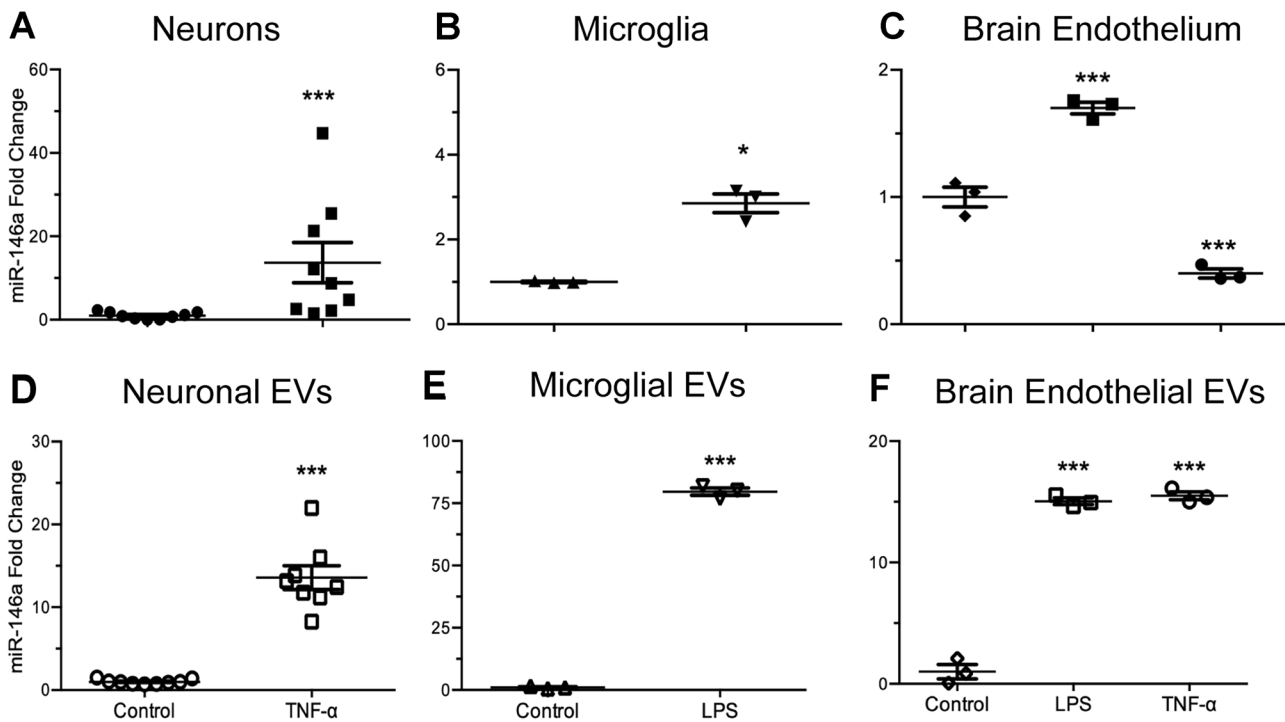 A Neurons
B Microglia
C Brain Endothelium
miR-146a Fold Change
60
40
20
0
***
6
4
2
0
*
2
1
0
***
***
D Neuronal EVs
E Microglial EVs
F Brain Endothelial EVs
miR-146a Fold Change
30
20
10
0
***
Control TNF-α
100
75
50
25
0
***
Control LPS
20
10
0
*** ***
Control LPS TNF-α